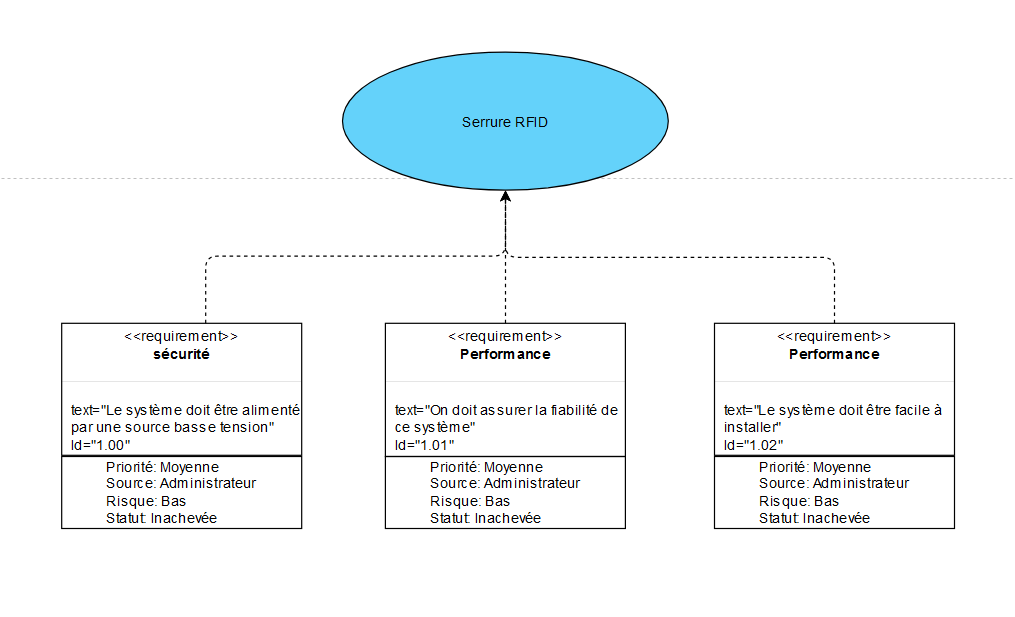 Serrure RFID
<<requirement>>
sécurité
text="Le système doit être alimenté
par une source basse tension"
Id="1.00"
Priorité: Moyenne
Source: Administrateur
Risque: Bas
Statut: Inachevée
<<requirement>>
Performance
text="On doit assurer la fiabilité de
ce système"
Id="1.01"
Priorité: Moyenne
Source: Administrateur
Risque: Bas
Statut: Inachevée
<<requirement>>
Performance
text="Le système doit être facile à
installer"
Id="1.02"
Priorité: Moyenne
Source: Administrateur
Risque: Bas
Statut: Inachevée